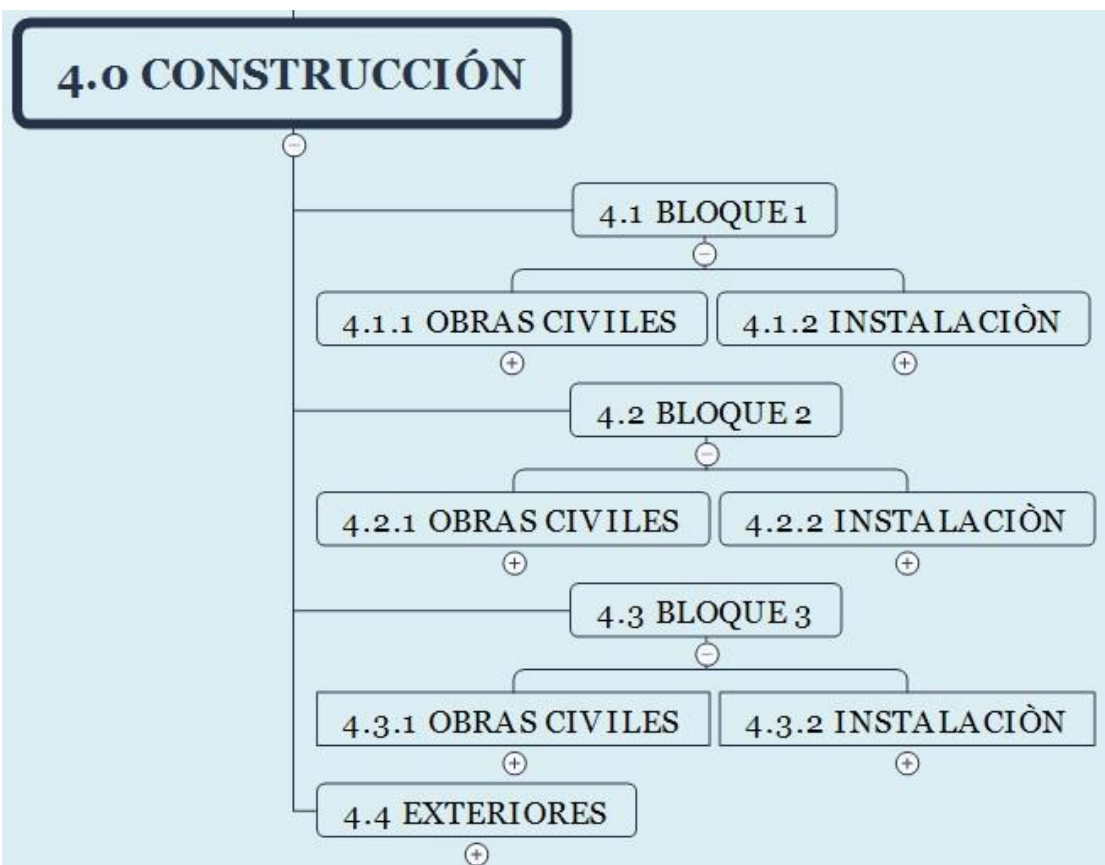 4.0 CONSTRUCCIÓN
4.1 BLOQUE 1
4.1.1 OBRAS CIVILES
4.1.2 INSTALACIÒN
4.2 BLOQUE 2
4.2.1 OBRAS CIVILES
4.2.2 INSTALACIÒN
4.3 BLOQUE 3
4.3.1 OBRAS CIVILES
4.3.2 INSTALACIÒN
4.4 EXTERIORES